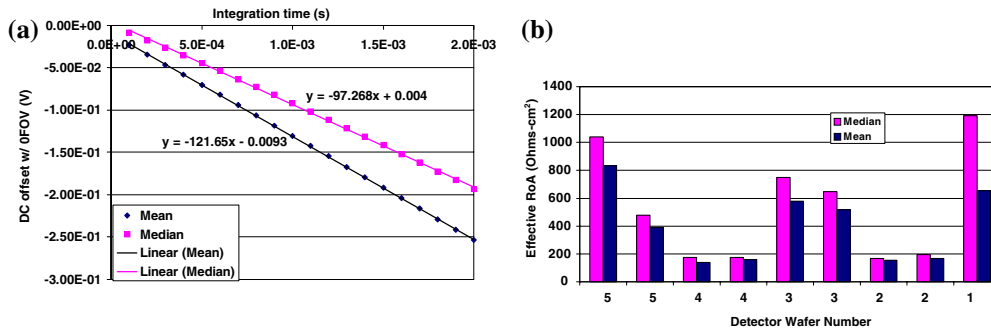 (a)
Integration time (s)
0.00E+00
0.0E+00 5.0E-04 1.0E-03 1.5E-03 2.0E-03
-5.00E-02
-1.00E-01
-1.50E-01
-2.00E-01
-2.50E-01
-3.00E-01
DC offset w/ 0FOV (V)
y = -97.268x + 0.004
y = -121.65x - 0.0093
Mean
Median
Linear (Mean)
Linear (Median)
(b)
1400
1200
1000
800
600
400
200
0
Effective RoA (Ohms-cm²)
Median
Mean
5 5 4 4 3 3 2 2 1
Detector Wafer Number